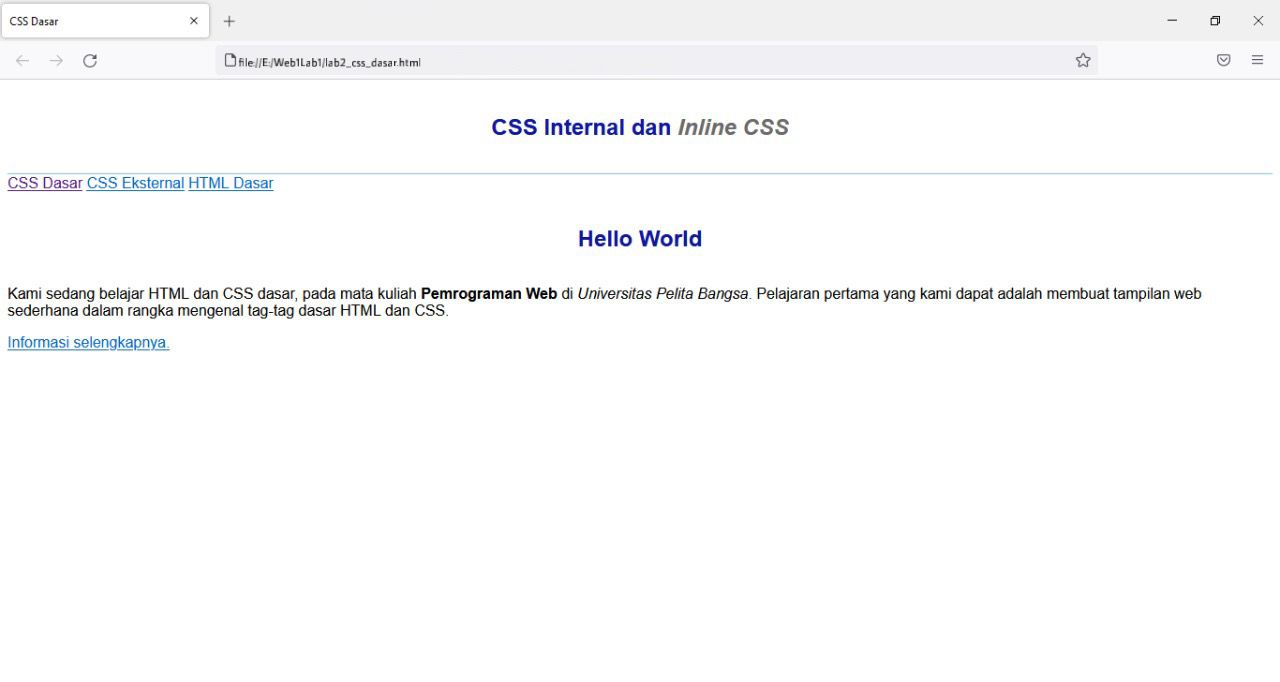 CSS Dasar
file://E:/Web1Lab1/lab2_css_dasar.html
CSS Internal dan Inline CSS
CSS Dasar CSS Eksternal HTML Dasar
Hello World
Kami sedang belajar HTML dan CSS dasar, pada mata kuliah Pemrograman Web di Universitas Pelita Bangsa. Pelajaran pertama yang kami dapat adalah membuat tampilan web
sederhana dalam rangka mengenal tag-tag dasar HTML dan CSS.
Informasi selengkapnya.